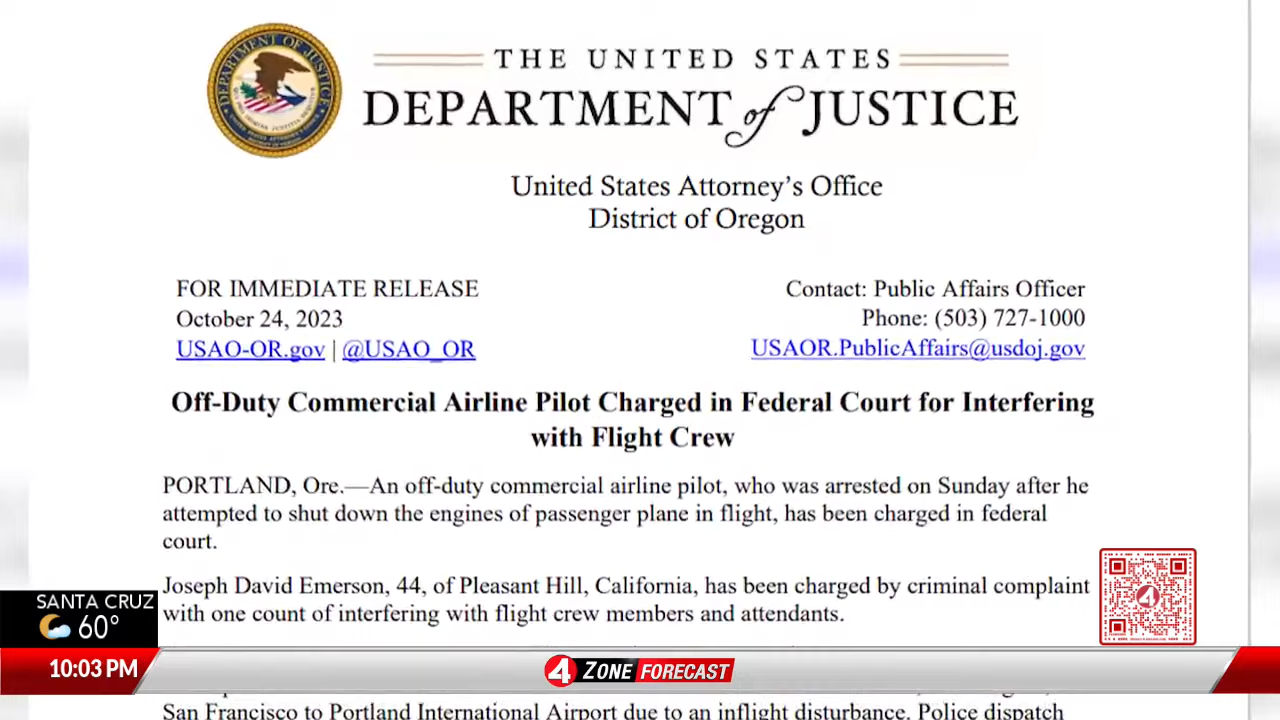 THE UNITED STATES
DEPARTMENT of JUSTICE
United States Attorney's Office
District of Oregon
FOR IMMEDIATE RELEASE
October 24, 2023
USAO-OR.gov | @USAO_OR
Contact: Public Affairs Officer
Phone: (503) 727-1000
USAOR.PublicAffairs@usdoj.gov
Off-Duty Commercial Airline Pilot Charged in Federal Court for Interfering
with Flight Crew
PORTLAND, Ore.—An off-duty commercial airline pilot, who was arrested on Sunday after he
attempted to shut down the engines of passenger plane in flight, has been charged in federal
court.
Joseph David Emerson, 44, of Pleasant Hill, California, has been charged by criminal complaint
with one count of interfering with flight crew members and attendants.
San Francisco to Portland International Airport due to an inflight disturbance. Police dispatch
SANTA CRUZ
60°
10:03 PM
4 ZONE FORECAST
4